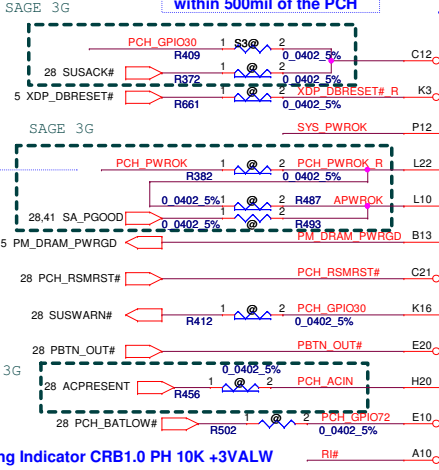 SAGE 3G
within 500mil of the PCH
PCH_GPIO30 1 S3@ 2
R409 0_0402_5% C12
28 SUSACK# 1 @ 2
R372 0_0402_5%
5 XDP_DBRESET# 1 @ 2 XDP_DBRESET#_R K3
R661 0_0402_5%
SAGE 3G
SYS_PWROK P12
PCH_PWROK 1 @ 2 PCH_PWROK_R L22
R382 0_0402_5%
0_0402_5% 1 @ 2 R487 APWROK L10
28,41 SA_PGOOD 1 @ 2
0_0402_5% R493
5 PM_DRAM_PWRGD PM_DRAM_PWRGD B13
28 PCH_RSMRST# PCH_RSMRST# C21
28 SUSWARN# 1 @ 2 PCH_GPIO30 K16
R412 0_0402_5%
28 PBTN_OUT# PBTN_OUT# E20
3G
0_0402_5%
28 ACPRESENT 1 @ 2 PCH_ACIN H20
R456
28 PCH_BATLOW# 1 @ 2 PCH_GPIO72 E10
R502 0_0402_5%
ng Indicator CRB1.0 PH 10K +3VALW
RI# A10